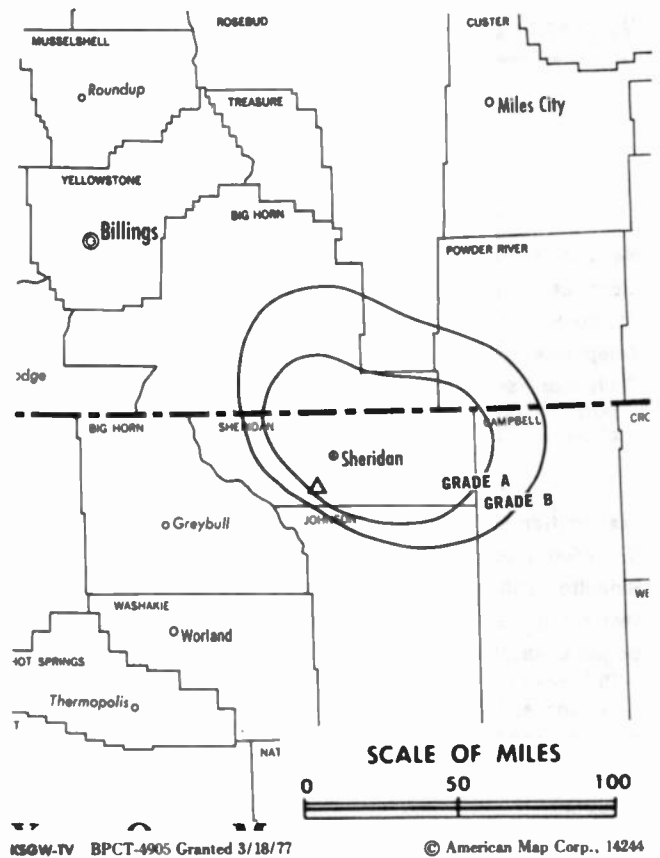 ROSEBUD
CUSTER
MUSSELSHELL
Roundup
TREASURE
Miles City
YELLOWSTONE
BIG HORN
Billings
POWDER RIVER
BIG HORN
SHERIDAN
CAMPBELL
Sheridan
GRADE A
GRADE B
JOHNSON
Greybull
WASHAKIE
Worland
HOT SPRINGS
Thermopolis
NAT
SCALE OF MILES
0 50 100
KSGW-TV BPCT-4905 Granted 3/18/77
© American Map Corp., 14244